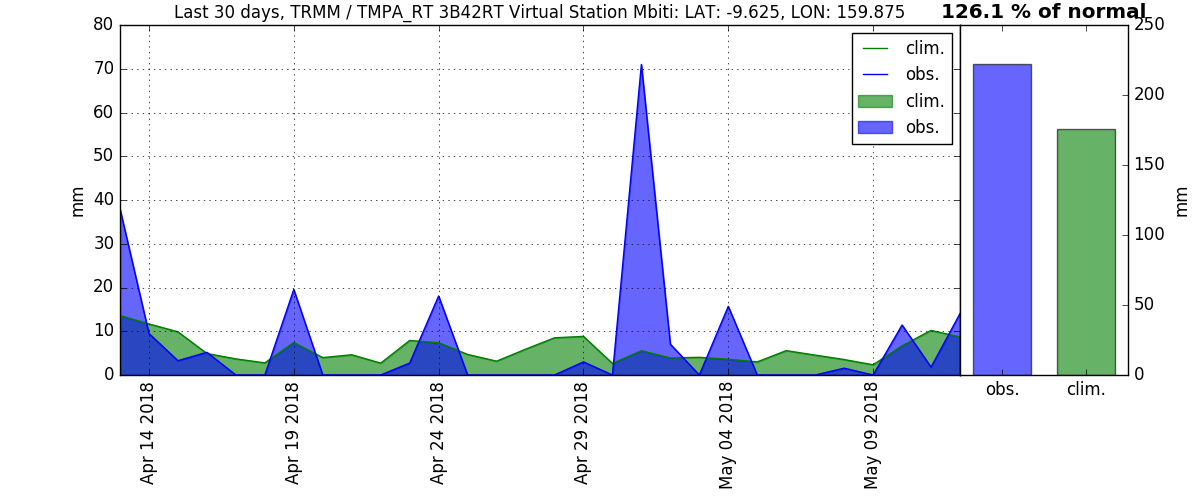 Last 30 days, TRMM / TMPA_RT 3B42RT Virtual Station Mbiti: LAT: -9.625, LON: 159.875
126.1 % of normal
80
70
60
50
40
30
20
10
0
mm
clim.
obs.
clim.
obs.
250
200
150
100
50
0
mm
Apr 14 2018
Apr 19 2018
Apr 24 2018
Apr 29 2018
May 04 2018
May 09 2018
obs.
clim.